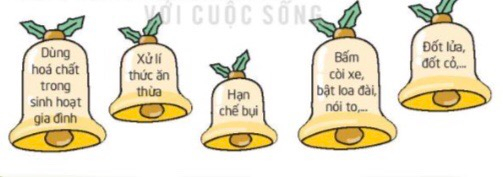 VỚI CUỘC SỐNG
Dùng
hoá chất
trong
sinh hoạt
gia đình
Xử lí
thức ăn
thừa
Hạn
chế bụi
Bấm
còi xe,
bật loa đài,
nói to,...
Đốt lửa,
đốt cỏ,...